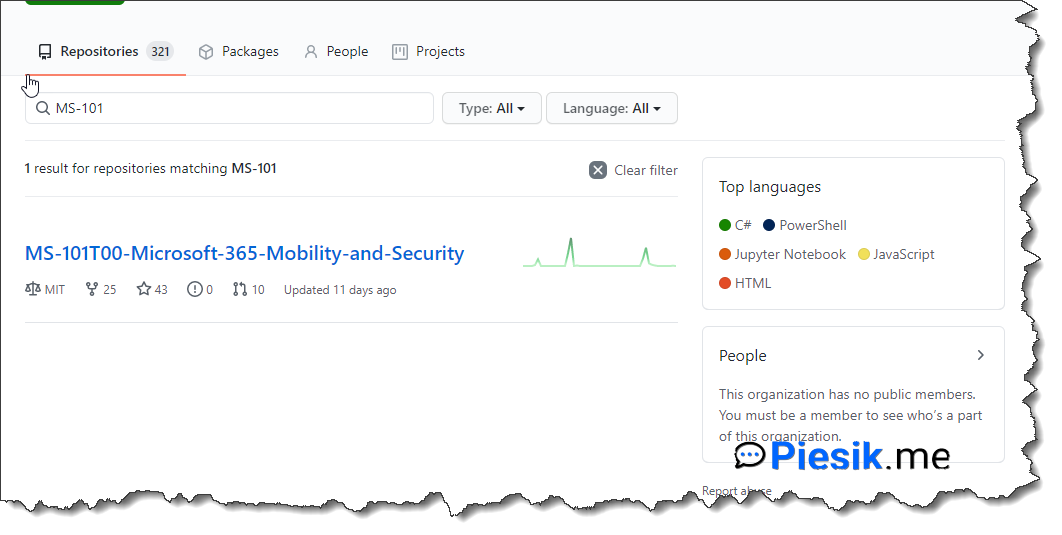 Repositories 321 Packages People Projects
MS-101 Type: All Language: All
1 result for repositories matching MS-101 Clear filter
MS-101T00-Microsoft-365-Mobility-and-Security
MIT 25 43 0 10 Updated 11 days ago
Top languages
C# PowerShell
Jupyter Notebook JavaScript
HTML
People
This organization has no public members.
You must be a member to see who's a part
of this organization.
Piesik.me
Report abuse